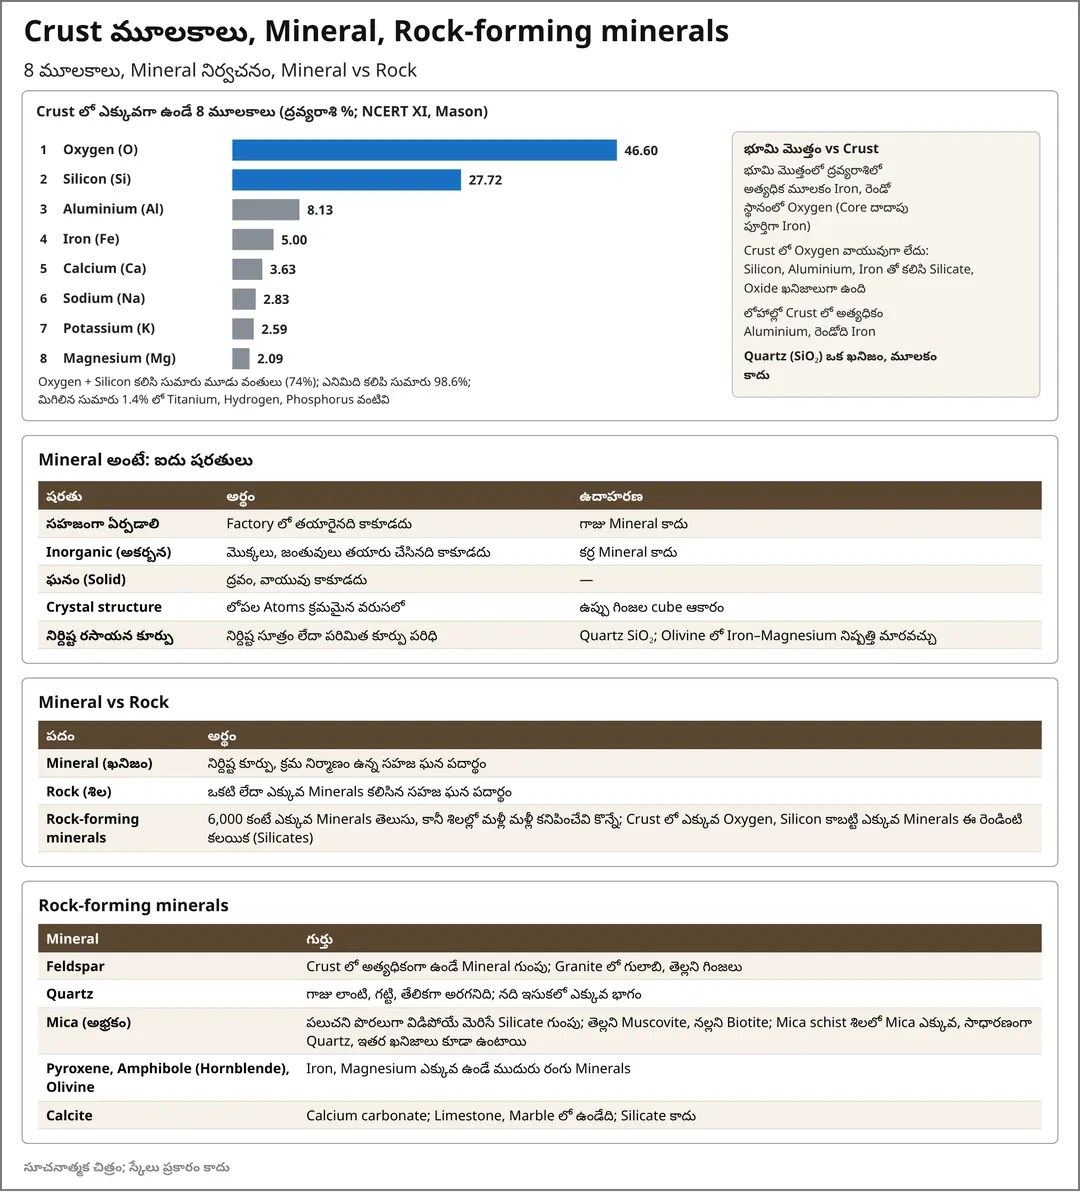 Crust మూలకాలు, Mineral, Rock-forming minerals
8 మూలకాలు, Mineral నిర్వచనం, Mineral vs Rock
Crust లో ఎక్కువగా ఉండే 8 మూలకాలు (ద్రవ్యరాశి %; NCERT XI, Mason)
1 Oxygen (O) 46.60
2 Silicon (Si) 27.72
3 Aluminium (Al) 8.13
4 Iron (Fe) 5.00
5 Calcium (Ca) 3.63
6 Sodium (Na) 2.83
7 Potassium (K) 2.59
8 Magnesium (Mg) 2.09
Oxygen + Silicon కలిసి సుమారు మూడు వంతులు (74%); ఎనిమిది కలిపి సుమారు 98.6%;
మిగిలిన సుమారు 1.4% లో Titanium, Hydrogen, Phosphorus వంటివి
భూమి మొత్తం vs Crust
భూమి మొత్తంలో ద్రవ్యరాశిలో
అత్యధిక మూలకం Iron, రెండో
స్థానంలో Oxygen (Core దాదాపు
పూర్తిగా Iron)
Crust లో Oxygen వాయువుగా లేదు:
Silicon, Aluminium, Iron తో కలిసి Silicate,
Oxide ఖనిజాలుగా ఉంది
లోహాల్లో Crust లో అత్యధికం
Aluminium, రెండోది Iron
Quartz (SiO₂) ఒక ఖనిజం, మూలకం
కాదు
Mineral అంటే: ఐదు షరతులు
షరతు అర్థం ఉదాహరణ
సహజంగా ఏర్పడాలి Factory లో తయారైనది కాకూడదు గాజు Mineral కాదు
Inorganic (అకర్బన) మొక్కలు, జంతువులు తయారు చేసినది కాకూడదు కర్ర Mineral కాదు
ఘనం (Solid) ద్రవం, వాయువు కాకూడదు —
Crystal structure లోపల Atoms క్రమమైన వరుసలో ఉప్పు గింజల cube ఆకారం
నిర్దిష్ట రసాయన కూర్పు నిర్దిష్ట సూత్రం లేదా పరిమిత కూర్పు పరిధి Quartz SiO₂; Olivine లో Iron–Magnesium నిష్పత్తి మారవచ్చు
Mineral vs Rock
పదం అర్థం
Mineral (ఖనిజం) నిర్దిష్ట కూర్పు, క్రమ నిర్మాణం ఉన్న సహజ ఘన పదార్థం
Rock (శిల) ఒకటి లేదా ఎక్కువ Minerals కలిసిన సహజ ఘన పదార్థం
Rock-forming 6,000 కంటే ఎక్కువ Minerals తెలుసు, కానీ శిలల్లో మళ్లీ మళ్లీ కనిపించేవి కొన్నే; Crust లో ఎక్కువ Oxygen, Silicon కాబట్టి ఎక్కువ Minerals ఈ రెండింటి
minerals కలయిక (Silicates)
Rock-forming minerals
Mineral గుర్తు
Feldspar Crust లో అత్యధికంగా ఉండే Mineral గుంపు; Granite లో గులాబి, తెల్లని గింజలు
Quartz గాజు లాంటి, గట్టి, తేలికగా అరగనిది; నది ఇసుకలో ఎక్కువ భాగం
Mica (అభ్రకం) పలుచని పొరలుగా విడిపోయే మెరిసే Silicate గుంపు; తెల్లని Muscovite, నల్లని Biotite; Mica schist శిలలో Mica ఎక్కువ, సాధారణంగా
Quartz, ఇతర ఖనిజాలు కూడా ఉంటాయి
Pyroxene, Amphibole (Hornblende), Iron, Magnesium ఎక్కువ ఉండే ముదురు రంగు Minerals
Olivine
Calcite Calcium carbonate; Limestone, Marble లో ఉండేది; Silicate కాదు
సూచనాత్మక చిత్రం; స్కేలు ప్రకారం కాదు